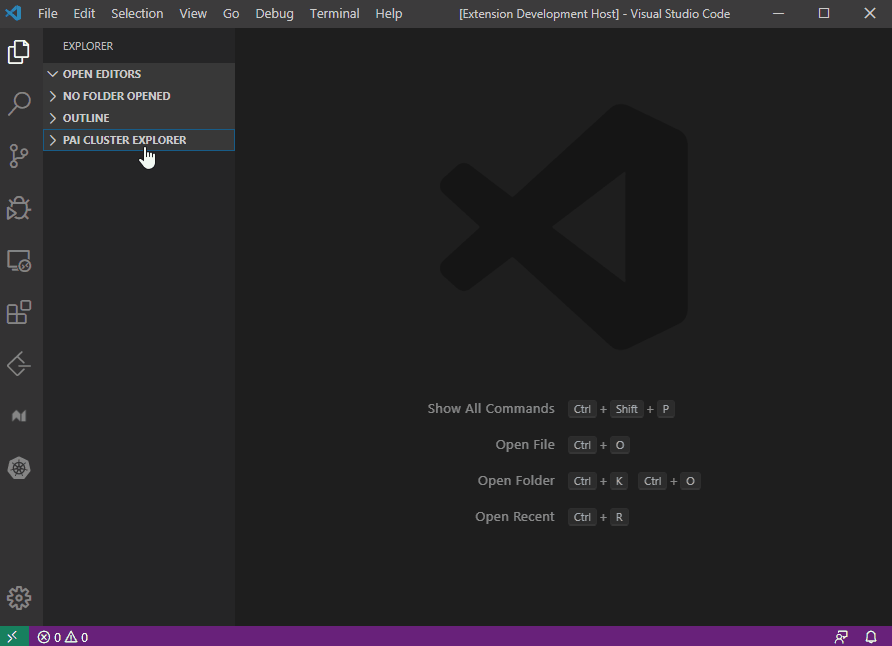 File Edit Selection View Go Debug Terminal Help [Extension Development Host] - Visual Studio Code
EXPLORER
OPEN EDITORS
NO FOLDER OPENED
OUTLINE
PAI CLUSTER EXPLORER
Show All Commands Ctrl + Shift + P
Open File Ctrl + O
Open Folder Ctrl + K Ctrl + O
Open Recent Ctrl + R
0 0